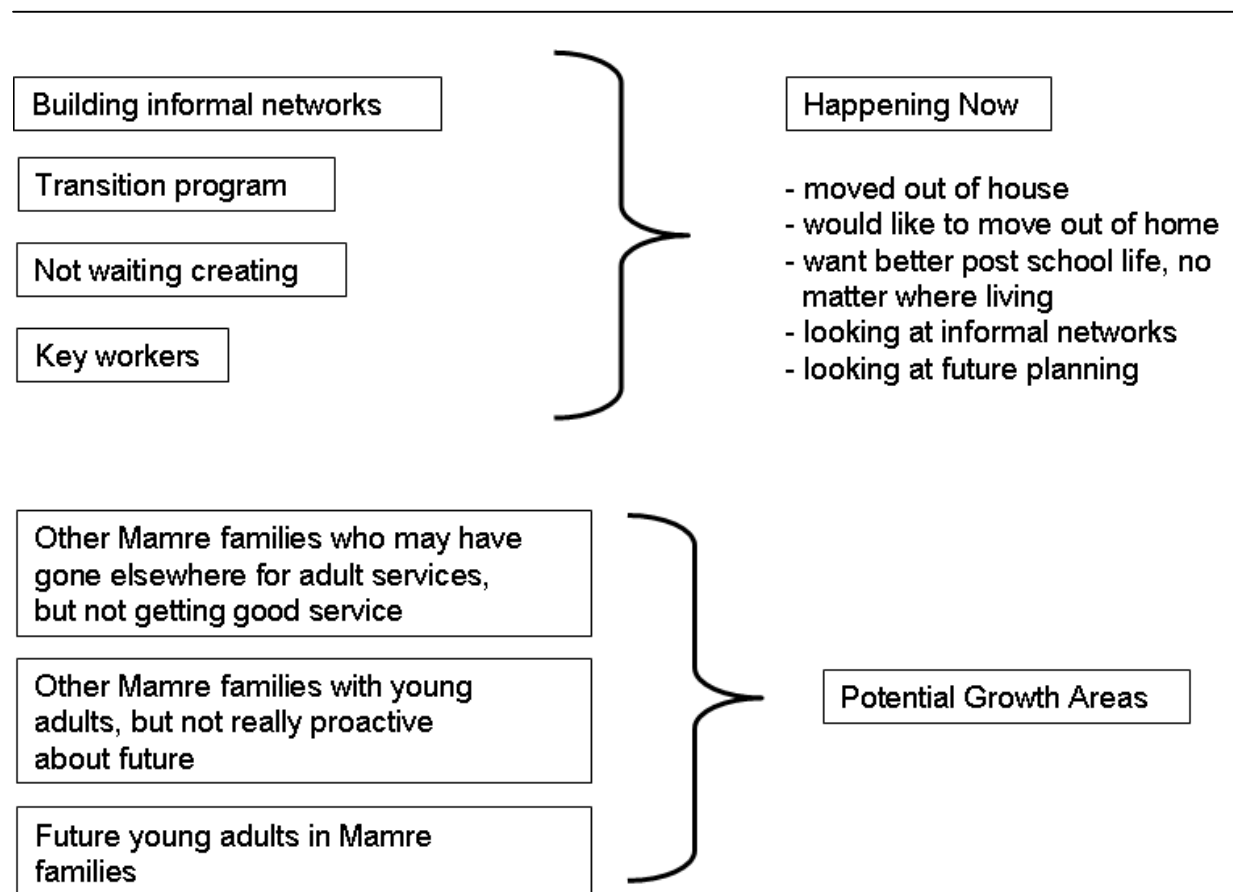 Building informal networks
Transition program
Not waiting creating
Key workers
Happening Now
- moved out of house
- would like to move out of home
- want better post school life, no
matter where living
- looking at informal networks
- looking at future planning
Other Mamre families who may have
gone elsewhere for adult services,
but not getting good service
Other Mamre families with young
adults, but not really proactive
about future
Future young adults in Mamre
families
Potential Growth Areas